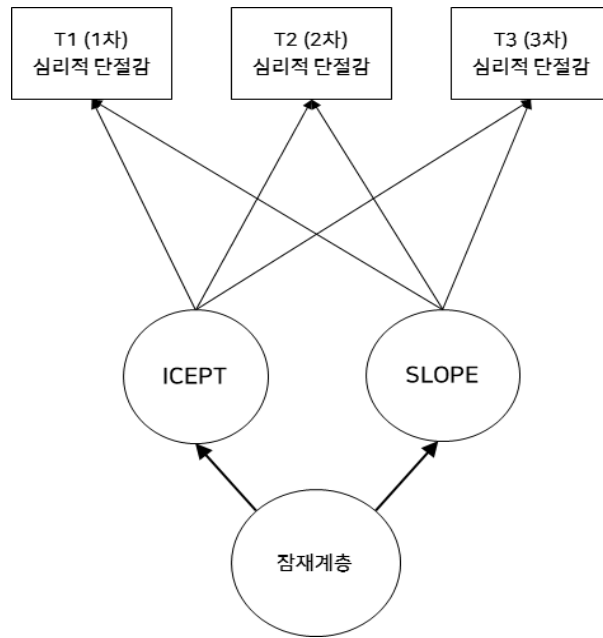 T1 (1차)
심리적 단절감
T2 (2차)
심리적 단절감
T3 (3차)
심리적 단절감
ICEPT
SLOPE
잠재계층